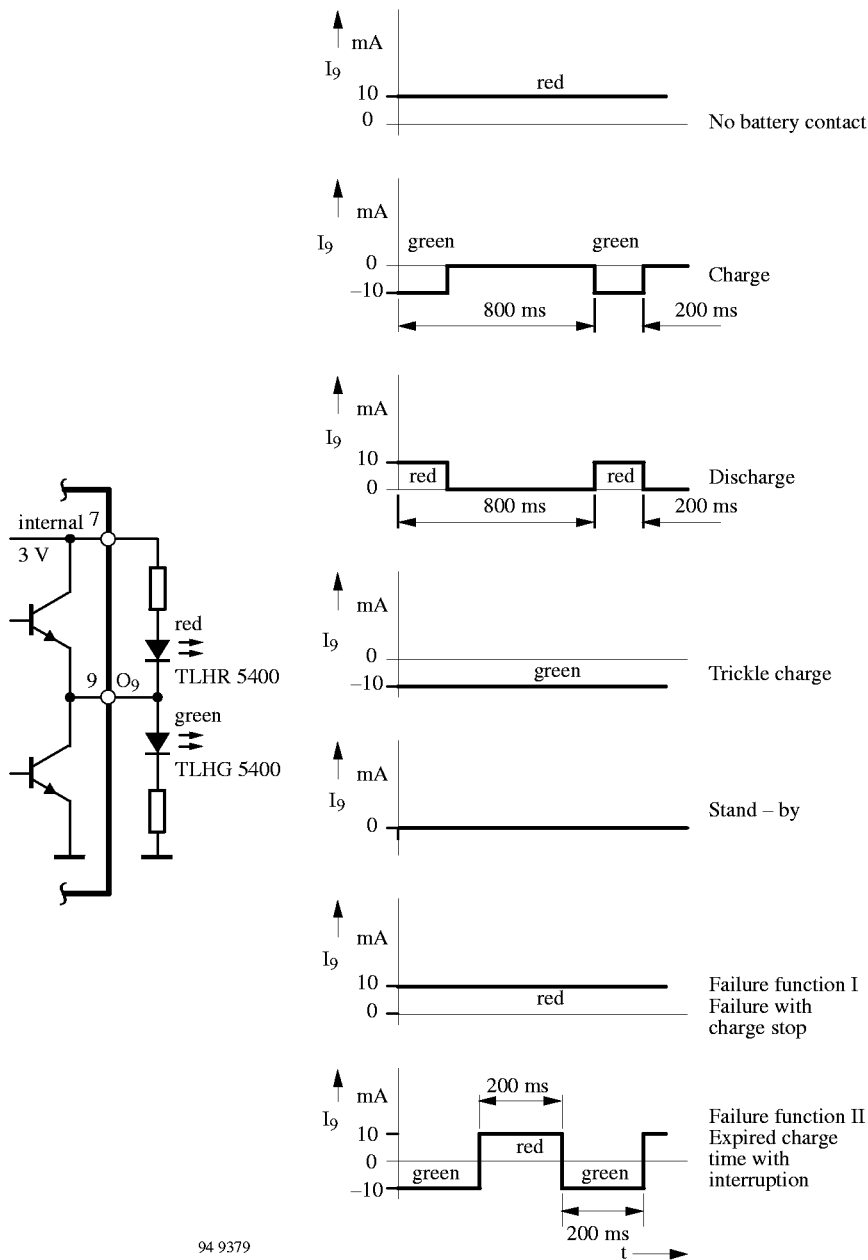 mA
I9
10
0
red
No battery contact
mA
I9
green
green
0
−10
Charge
800 ms
200 ms
mA
I9
10
0
red
red
Discharge
800 ms
200 ms
internal 7
3 V
red
TLHR 5400
9 O9
green
TLHG 5400
mA
I9
0
−10
green
Trickle charge
mA
I9
0
Stand – by
mA
I9
10
0
red
Failure function I
Failure with
charge stop
mA
I9
200 ms
10
0
−10
green
red
green
200 ms
t
Failure function II
Expired charge
time with
interruption
94 9379